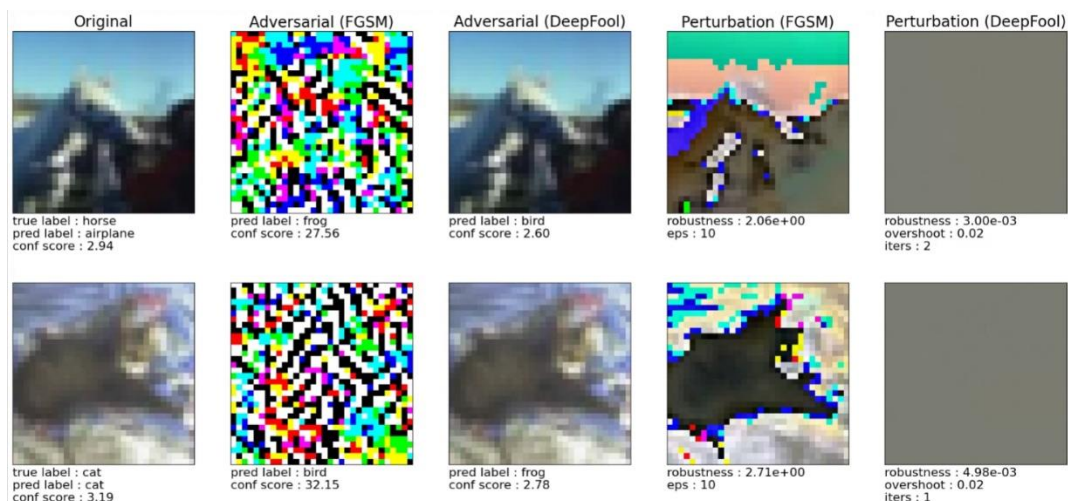 Original
Adversarial (FGSM)
Adversarial (DeepFool)
Perturbation (FGSM)
Perturbation (DeepFool)
true label : horse
pred label : airplane
conf score : 2.94
pred label : frog
conf score : 27.56
pred label : bird
conf score : 2.60
robustness : 2.06e+00
eps : 10
robustness : 3.00e-03
overshoot : 0.02
iters : 2
true label : cat
pred label : cat
conf score : 3.19
pred label : bird
conf score : 32.15
pred label : frog
conf score : 2.78
robustness : 2.71e+00
eps : 10
robustness : 4.98e-03
overshoot : 0.02
iters : 1